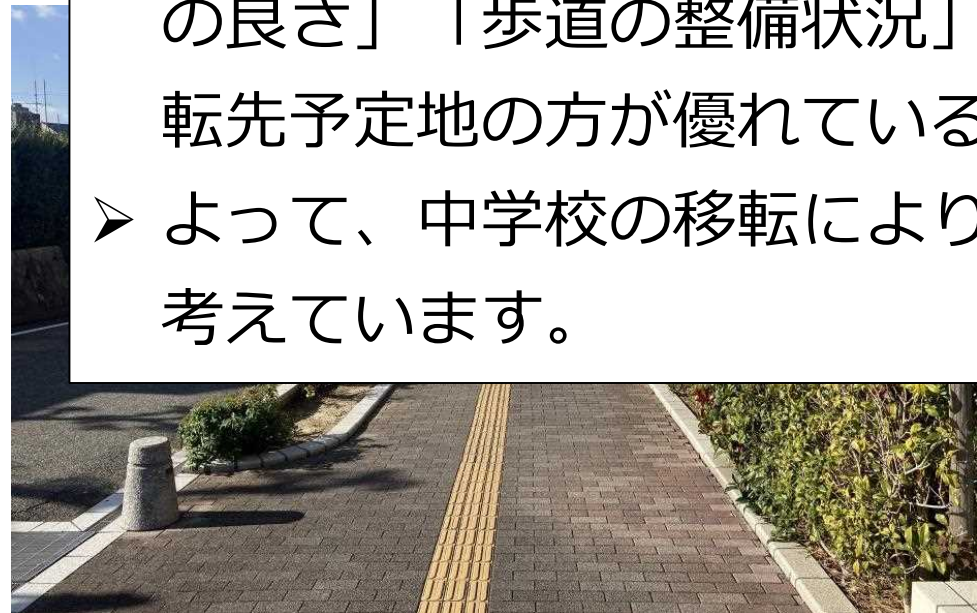 の良さ」「歩道の整備状況」
転先予定地の方が優れている
➢ よって、中学校の移転により
考えています。